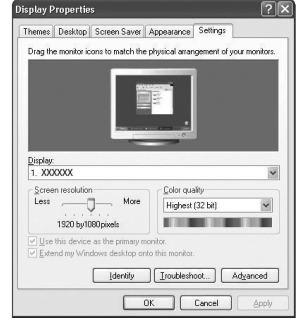 Display Properties
Themes Desktop Screen Saver Appearance Settings
Drag the monitor icons to match the physical arrangement of your monitors.
Display:
1. XXXXXX
Screen resolution
Less More
1920 by1080pixels
Color quality
Highest (32 bit)
Use this device as the primary monitor.
Extend my Windows desktop onto this monitor.
Identify Troubleshoot... Advanced
OK Cancel Apply